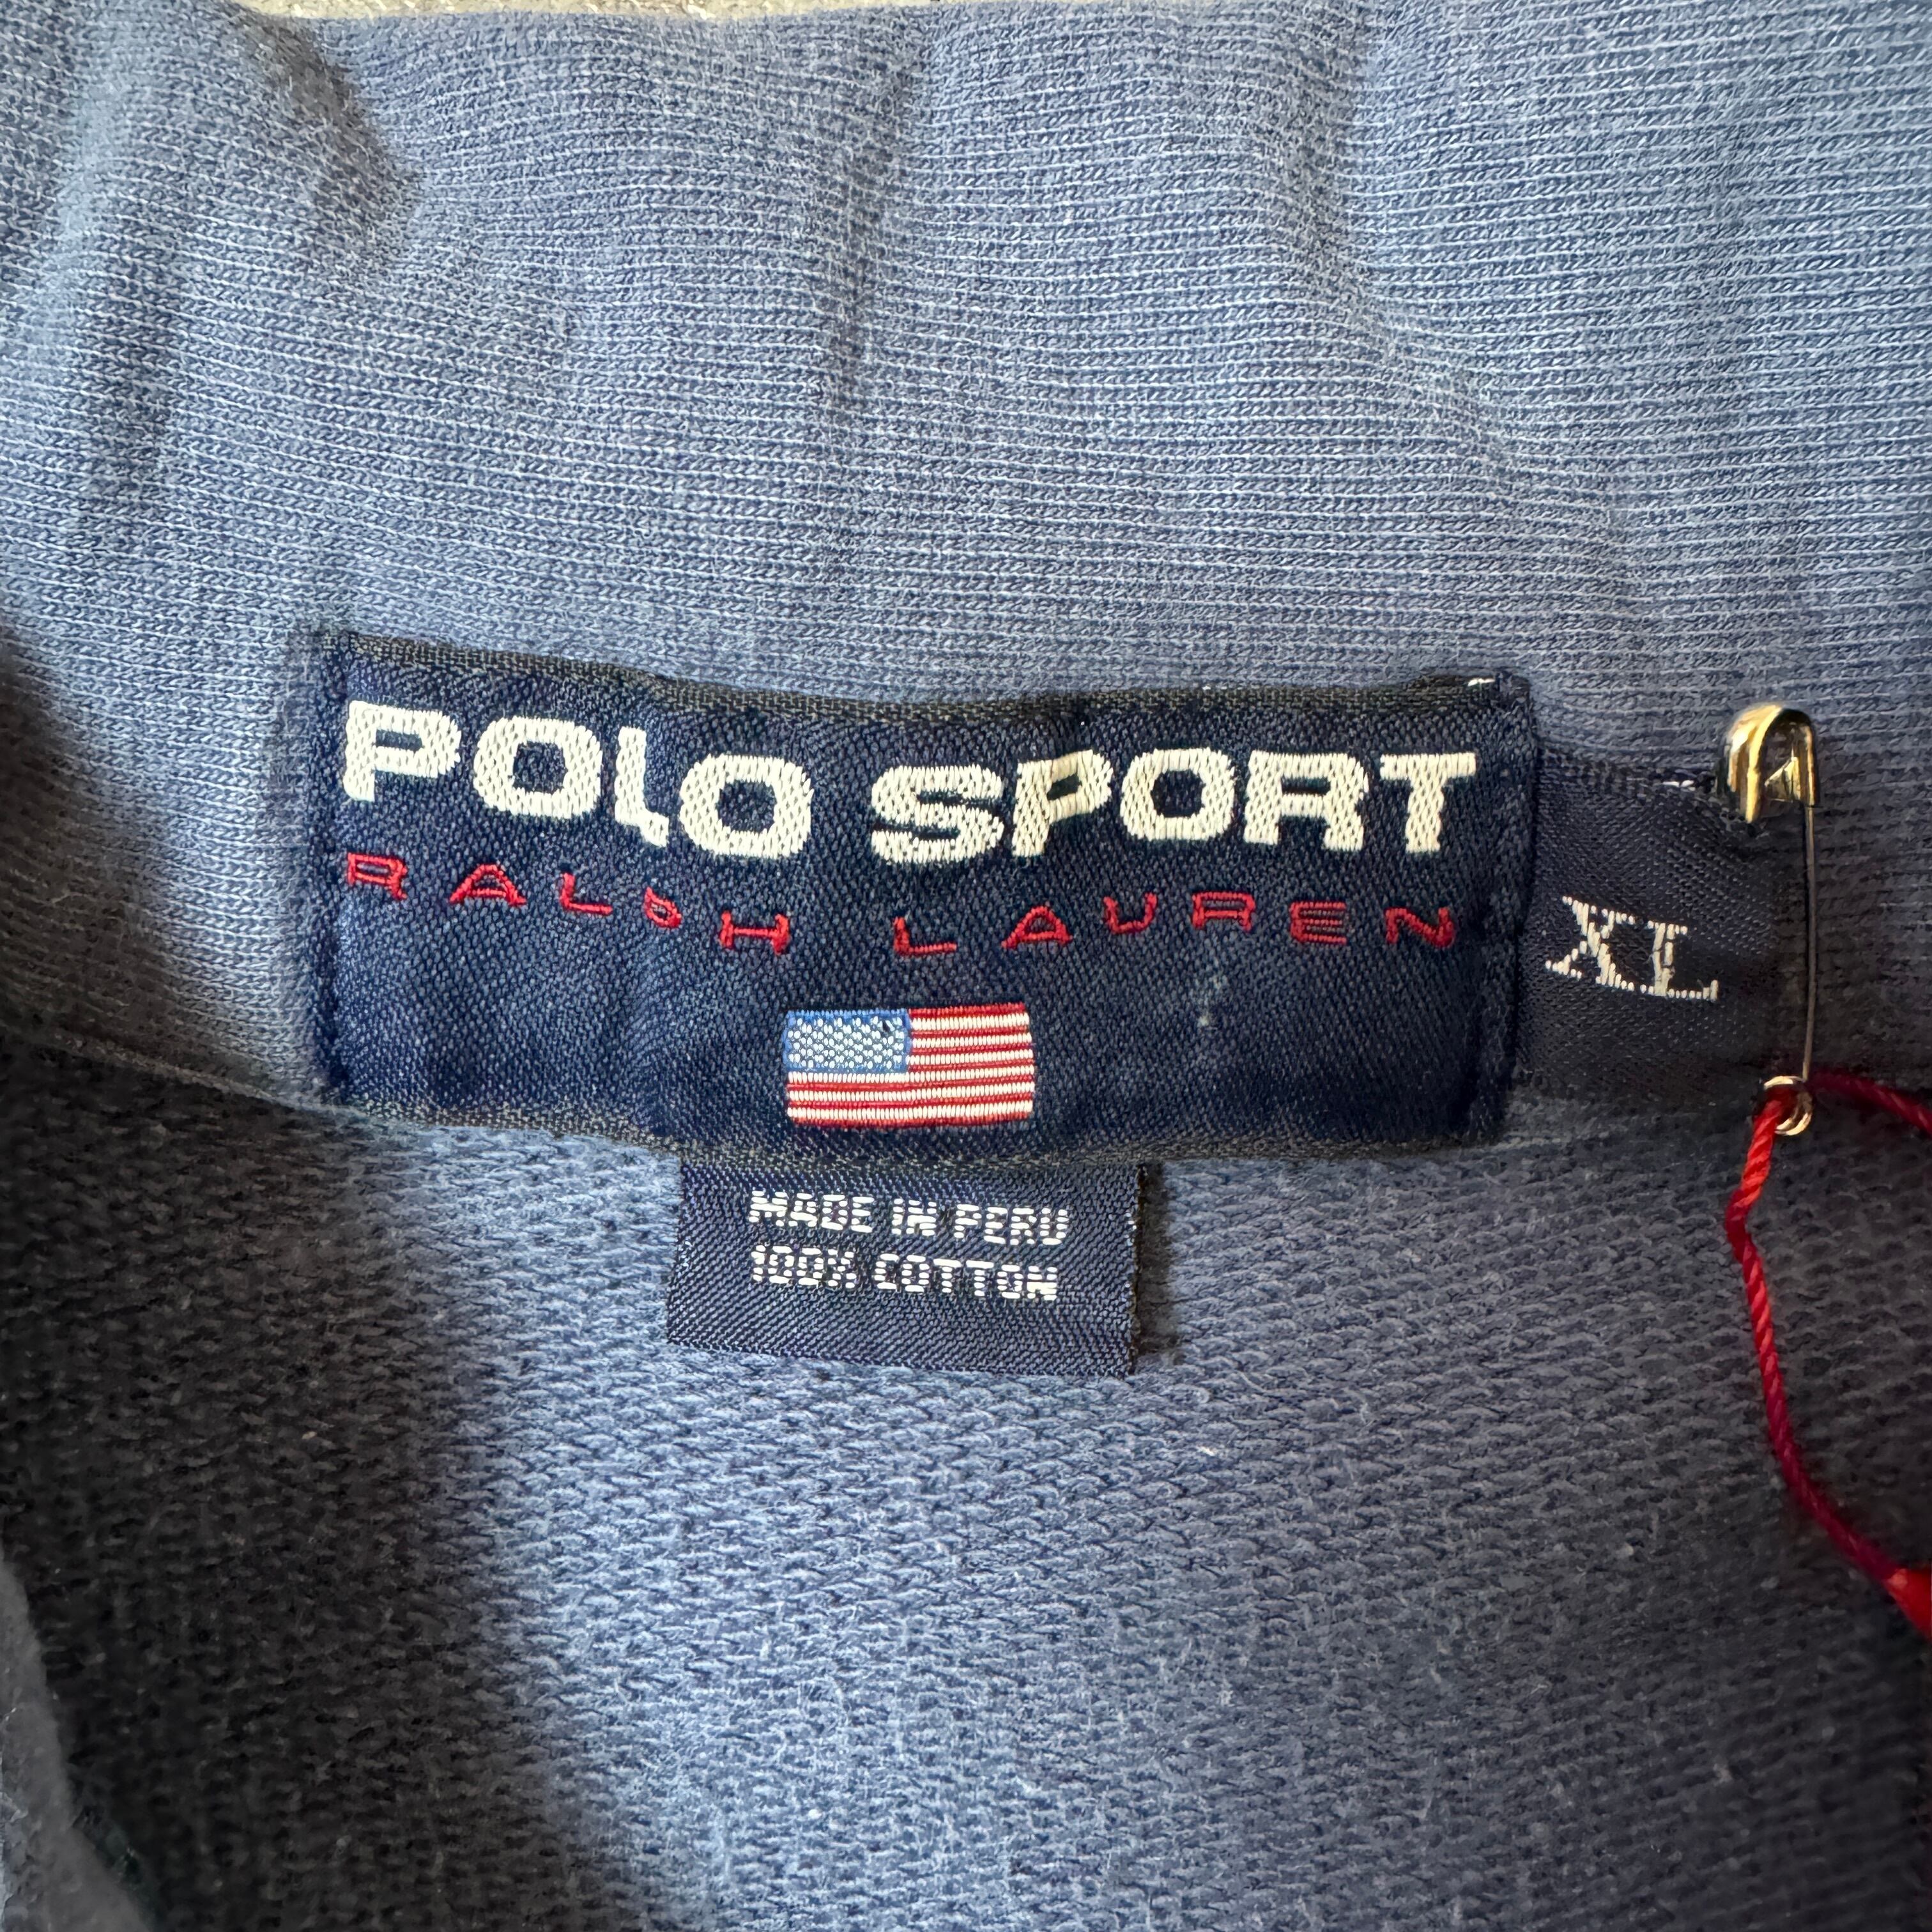 POLO SPORT
RALPH LAUREN
XL
MADE IN PERU
100% COTTON